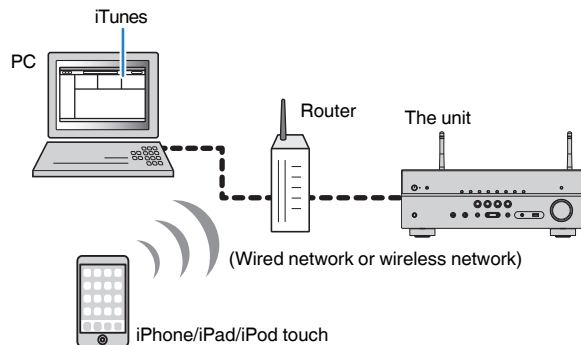 iTunes
PC
Router
The unit
(Wired network or wireless network)
iPhone/iPad/iPod touch